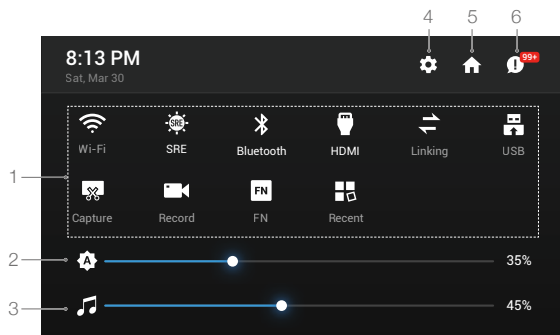 4 5 6
8:13 PM
99+
Sat, Mar 30
SRE
Wi-Fi SRE Bluetooth HDMI Linking USB
1
FN
Capture Record FN Recent
2 A 35%
3 45%